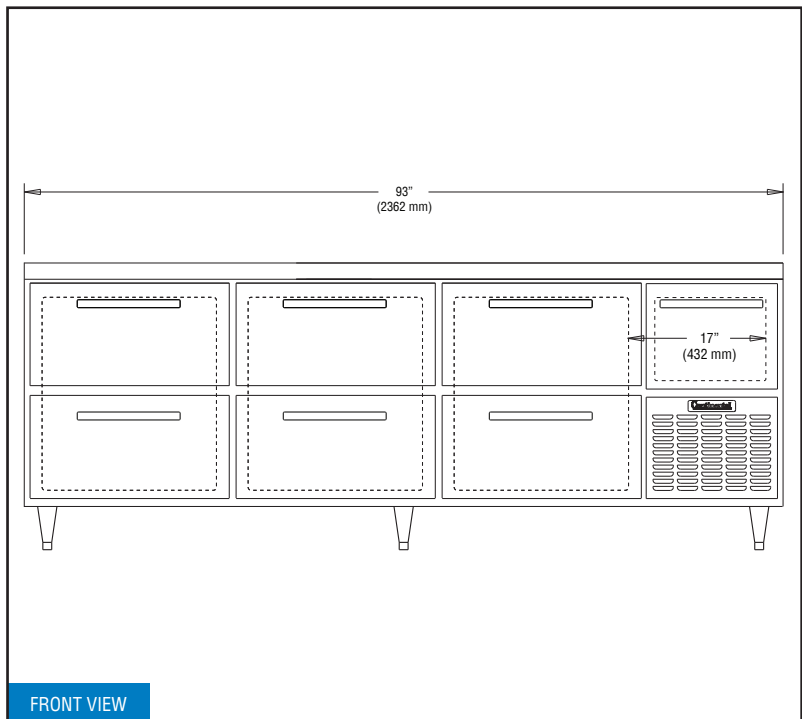 93”
(2362 mm)
17”
(432 mm)
Continental
FRONT VIEW